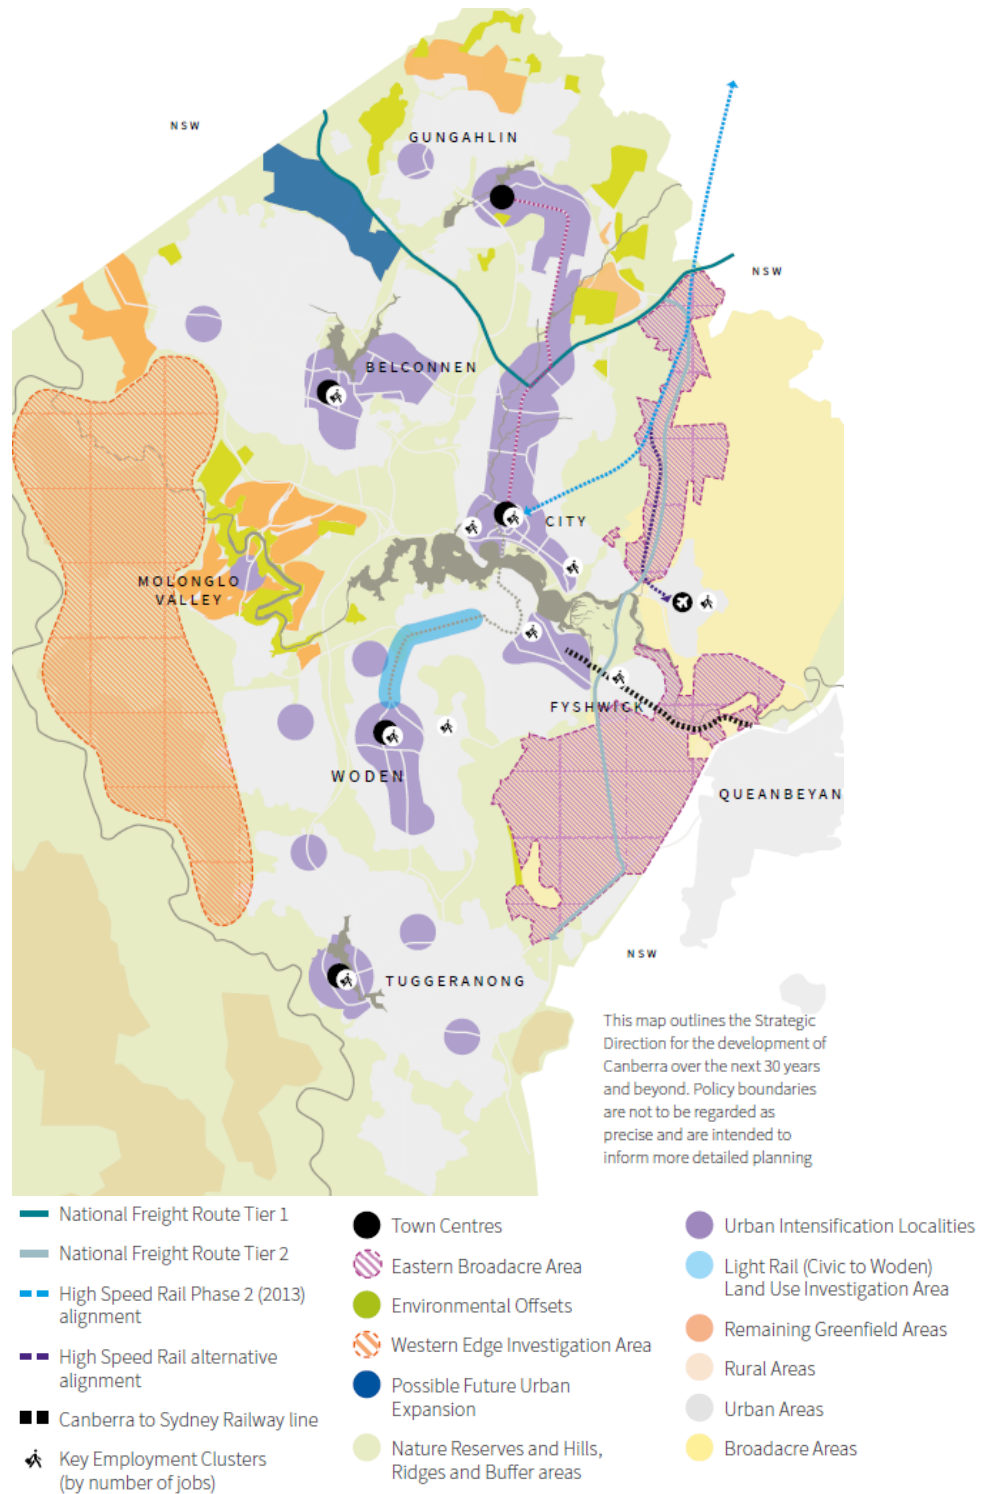 NSW
GUNGAHLIN
NSW
BELCONNEN
CITY
MOLONGLO
VALLEY
FYSHWICK
WODEN
QUEANBEYAN
NSW
TUGGERANONG
This map outlines the Strategic
Direction for the development of
Canberra over the next 30 years
and beyond. Policy boundaries
are not to be regarded as
precise and are intended to
inform more detailed planning
National Freight Route Tier 1
National Freight Route Tier 2
High Speed Rail Phase 2 (2013)
alignment
High Speed Rail alternative
alignment
Canberra to Sydney Railway line
Key Employment Clusters
(by number of jobs)
Town Centres
Eastern Broadacre Area
Environmental Offsets
Western Edge Investigation Area
Possible Future Urban
Expansion
Nature Reserves and Hills,
Ridges and Buffer areas
Urban Intensification Localities
Light Rail (Civic to Woden)
Land Use Investigation Area
Remaining Greenfield Areas
Rural Areas
Urban Areas
Broadacre Areas